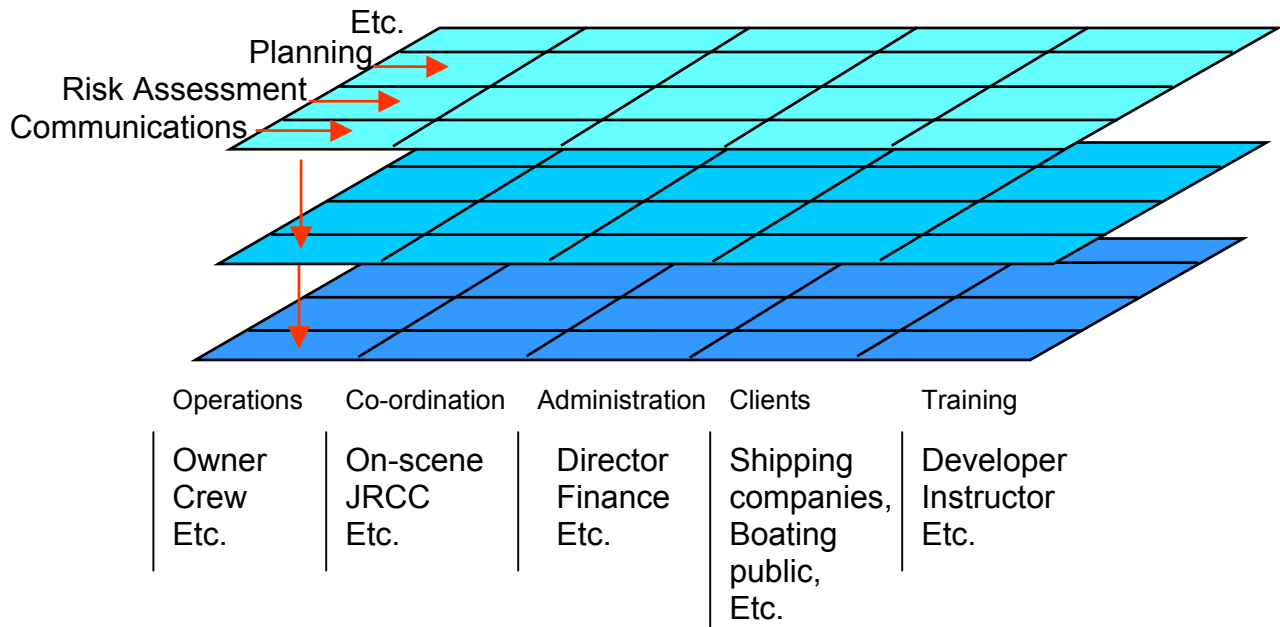 Etc.
Planning
Risk Assessment
Communications
Operations
Co-ordination
Administration
Clients
Training
Owner
Crew
Etc.
On-scene
JRCC
Etc.
Director
Finance
Etc.
Shipping
companies,
Boating
public,
Etc.
Developer
Instructor
Etc.